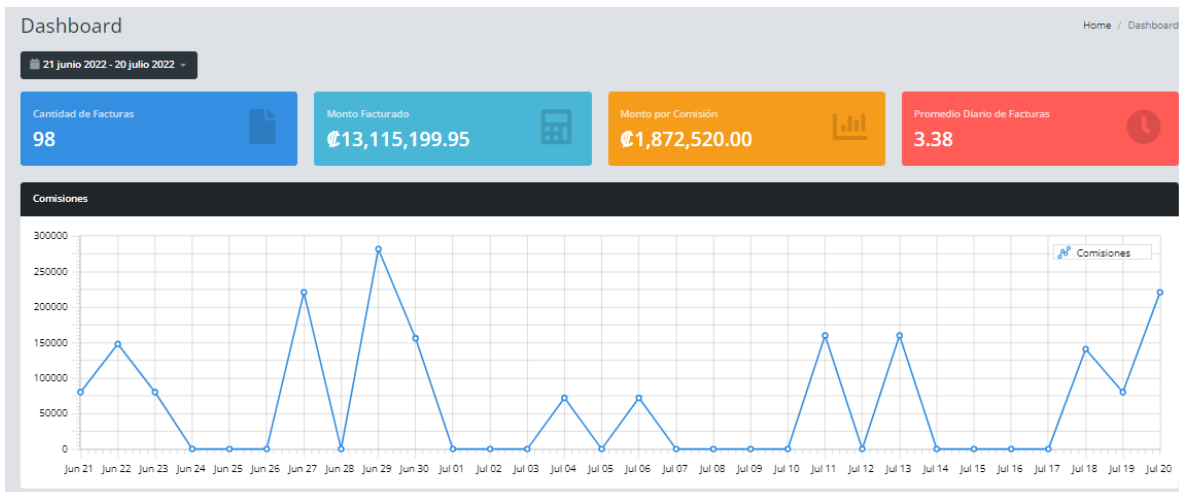 Dashboard
Home / Dashboard
21 junio 2022 - 20 julio 2022
Cantidad de Facturas
98
Monto Facturado
₡13,115,199.95
Monto por Comisión
₡1,872,520.00
Promedio Diario de Facturas
3.38
Comisiones
300000
250000
200000
150000
100000
50000
0
Comisiones
Jun 21 Jun 22 Jun 23 Jun 24 Jun 25 Jun 26 Jun 27 Jun 28 Jun 29 Jun 30 Jul 01 Jul 02 Jul 03 Jul 04 Jul 05 Jul 06 Jul 07 Jul 08 Jul 09 Jul 10 Jul 11 Jul 12 Jul 13 Jul 14 Jul 15 Jul 16 Jul 17 Jul 18 Jul 19 Jul 20